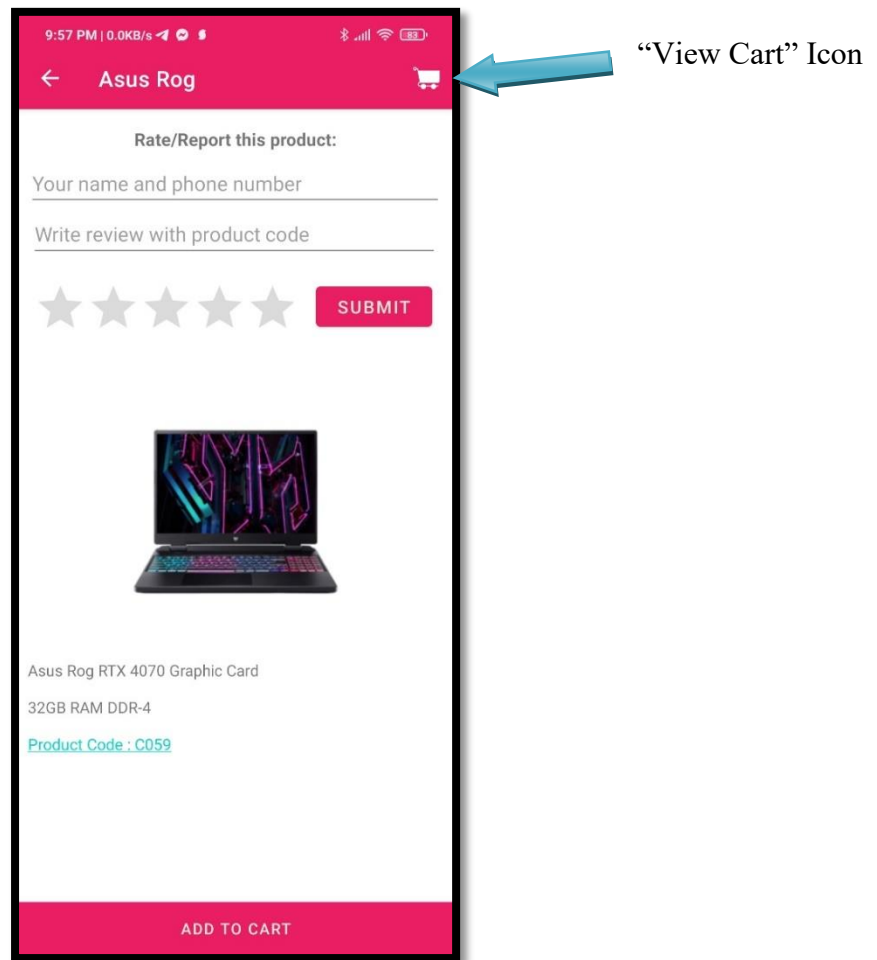 9:57 PM | 0.0KB/s 83
“View Cart” Icon
Asus Rog
Rate/Report this product:
Your name and phone number
Write review with product code
SUBMIT
Asus Rog RTX 4070 Graphic Card
32GB RAM DDR-4
Product Code : C059
ADD TO CART